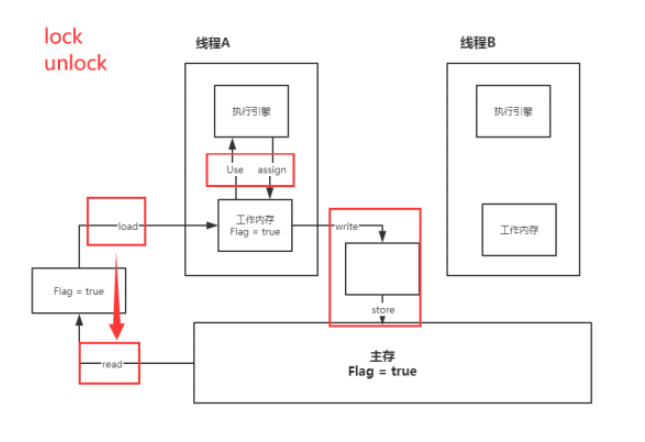 lock
unlock
线程A
线程B
执行引擎
执行引擎
Use
assign
load
工作内存
Flag = true
write
工作内存
Flag = true
store
read
主存
Flag = true